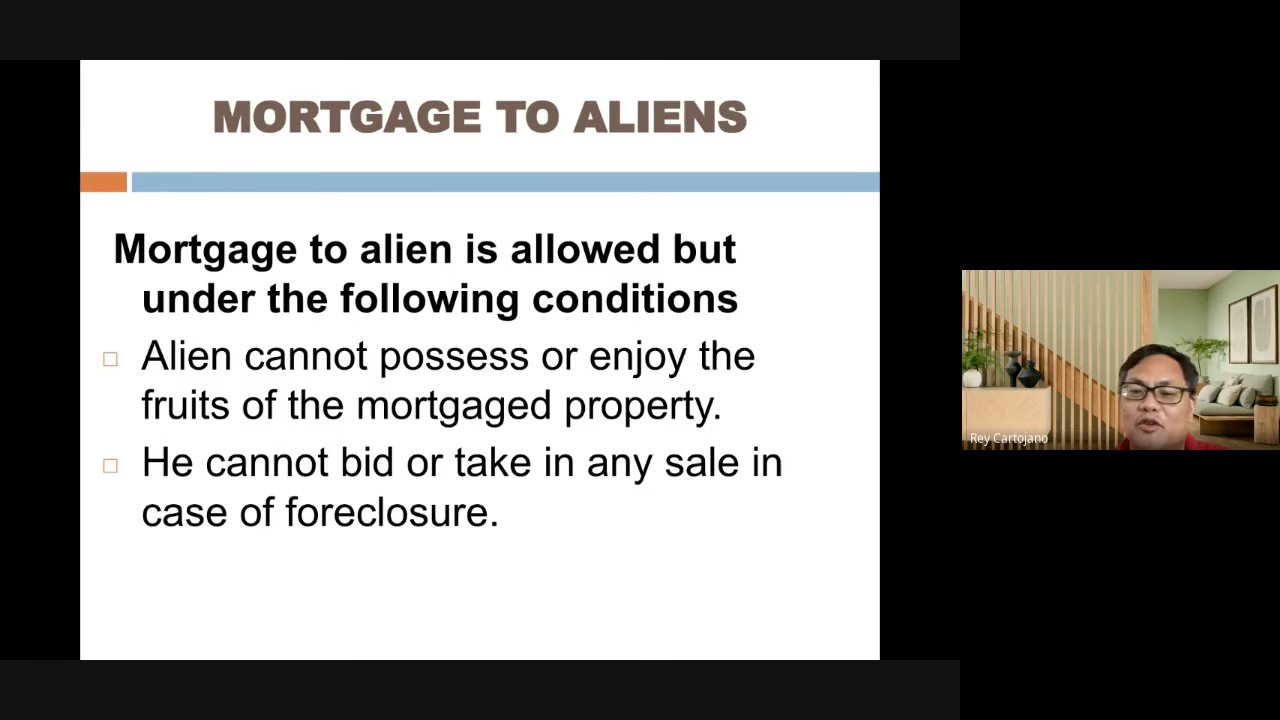 MORTGAGE TO ALIENS
Mortgage to alien is allowed but
under the following conditions
Alien cannot possess or enjoy the
fruits of the mortgaged property.
He cannot bid or take in any sale in
case of foreclosure.
Rey Cartojano